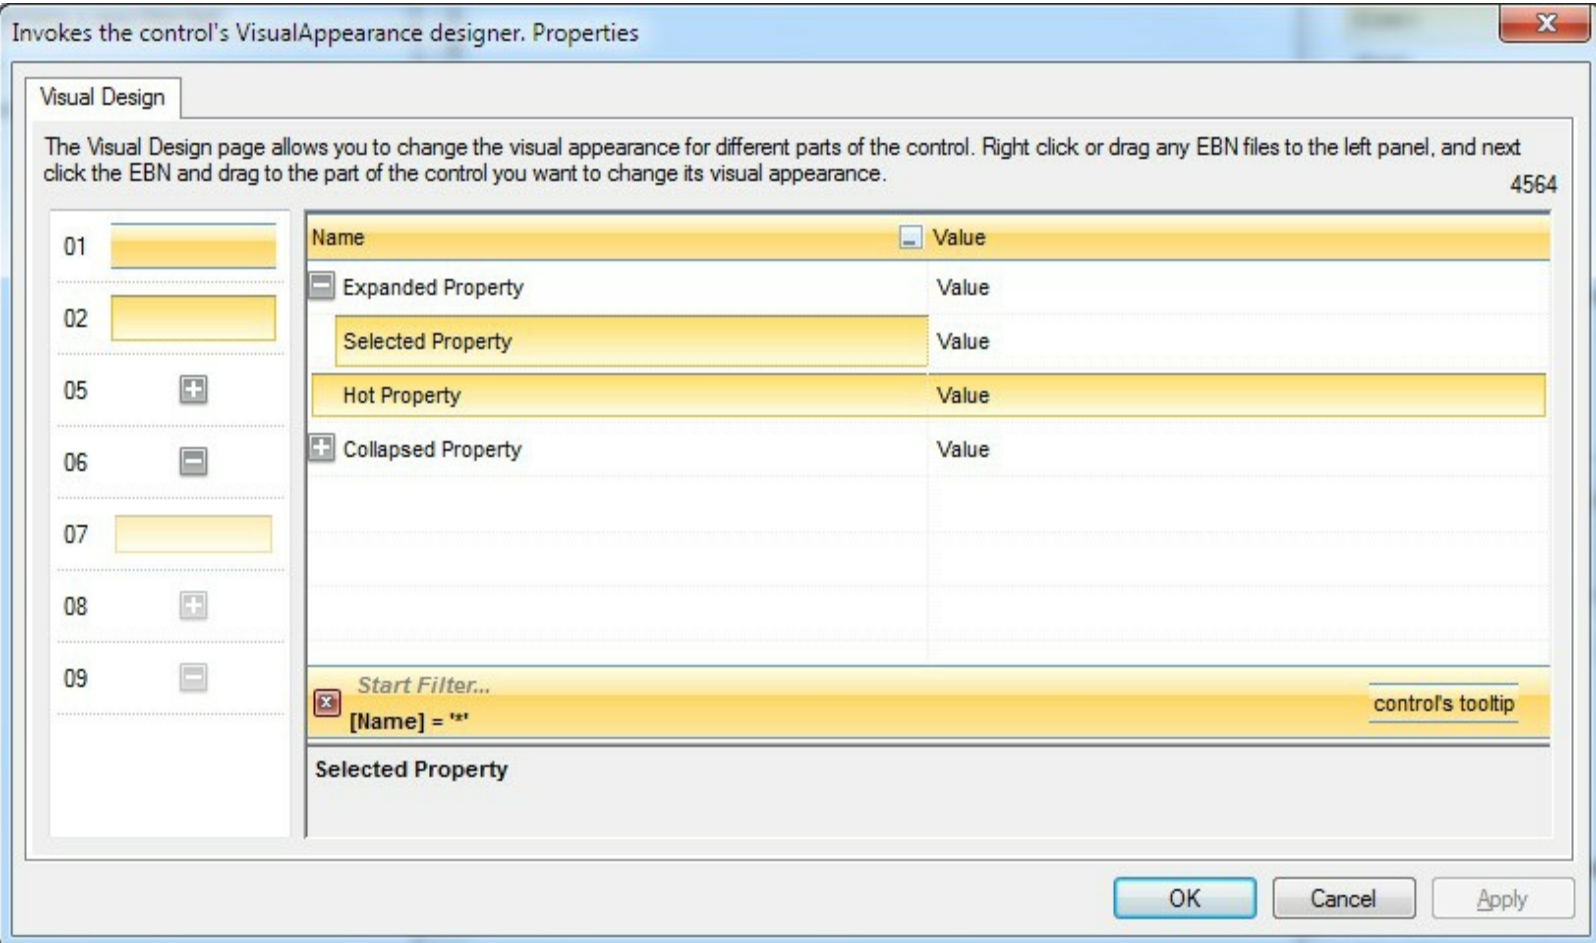 Invokes the control's VisualAppearance designer. Properties
Visual Design
The Visual Design page allows you to change the visual appearance for different parts of the control. Right click or drag any EBN files to the left panel, and next
click the EBN and drag to the part of the control you want to change its visual appearance.
4564
01
02
05
06
07
08
09
Name Value
Expanded Property Value
Selected Property Value
Hot Property Value
Collapsed Property Value
Start Filter...
[Name] = '*'
control's tooltip
Selected Property
OK Cancel Apply